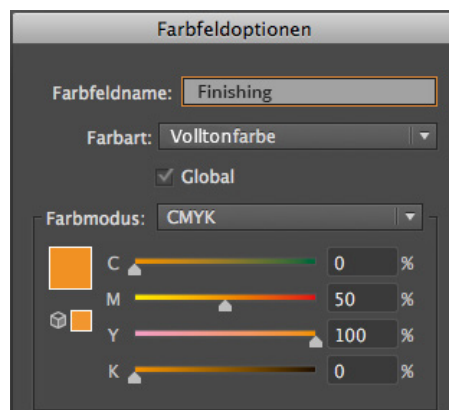 Farbfeldoptionen
Farbfeldname: Finishing
Farbart: Volltonfarbe
Global
Farbmodus: CMYK
C 0 %
M 50 %
Y 100 %
K 0 %